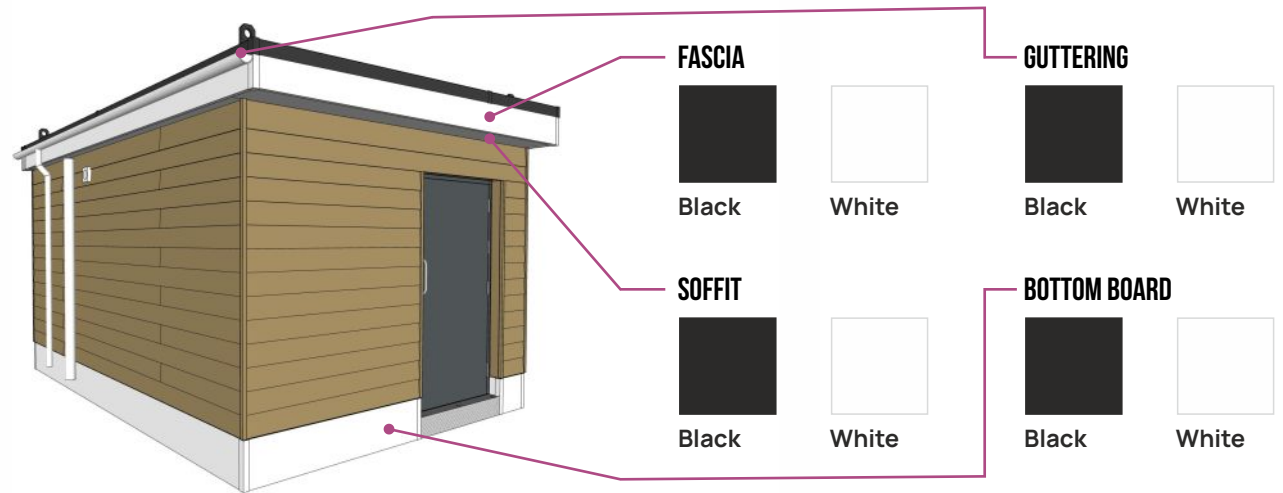 FASCIA
Black White
GUTTERING
Black White
SOFFIT
Black White
BOTTOM BOARD
Black White